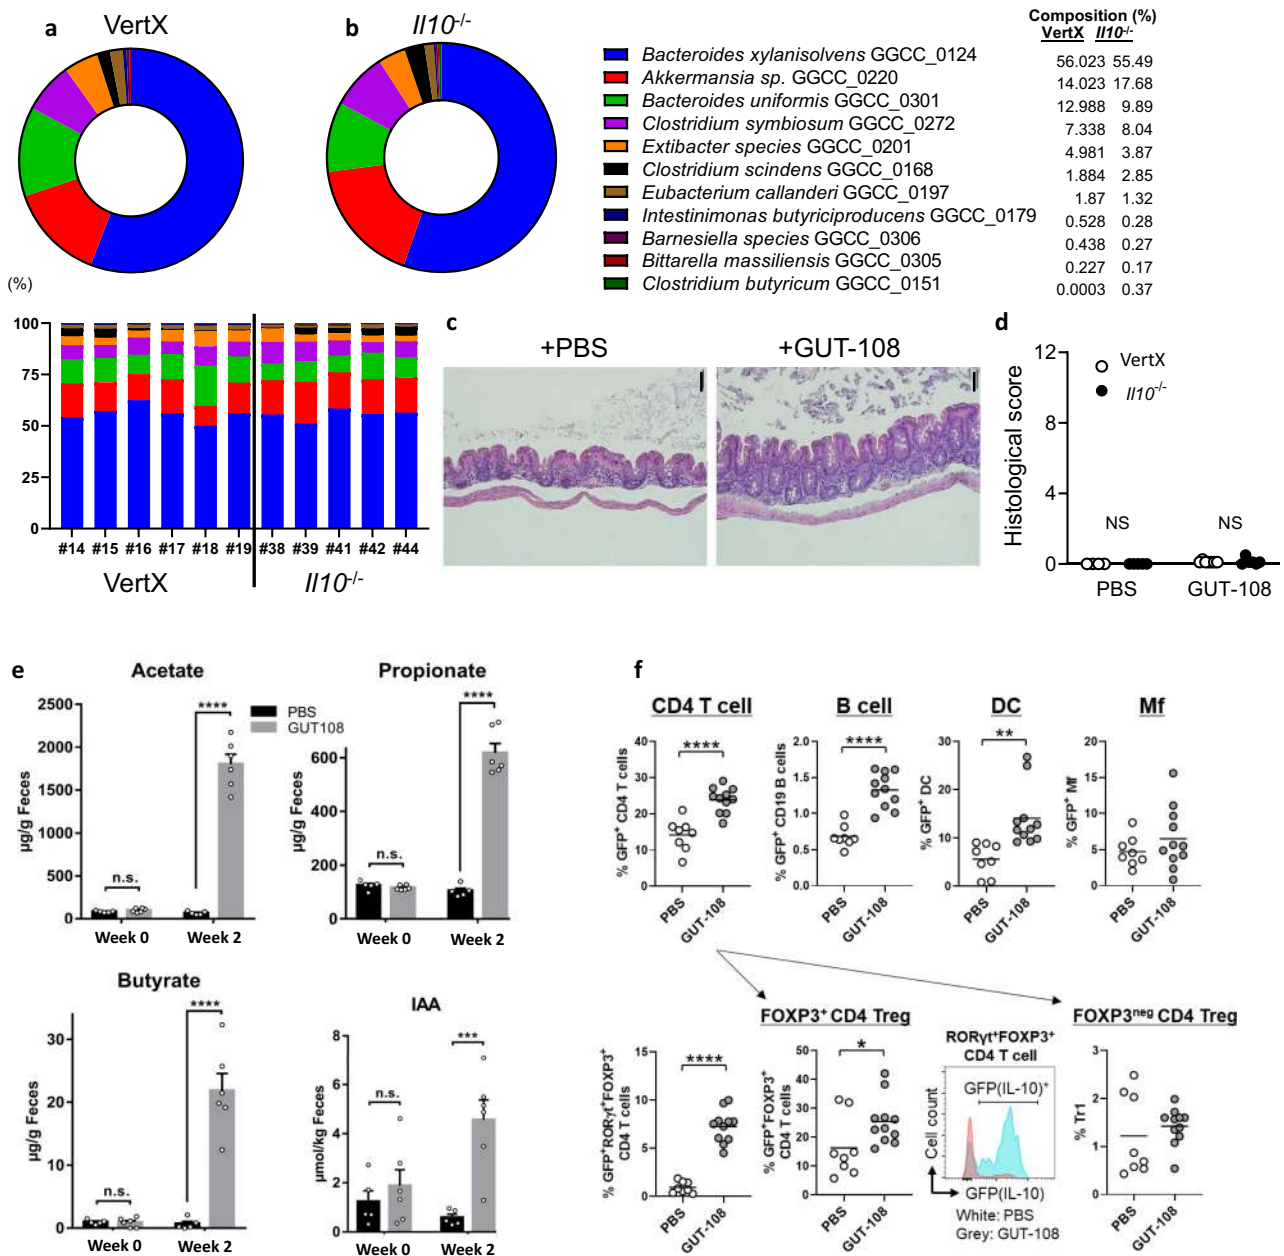 a VertX
b Il10-/-
Bacteroides xylanisolvens GGCC_0124
Akkermansia sp. GGCC_0220
Bacteroides uniformis GGCC_0301
Clostridium symbiosum GGCC_0272
Extibacter species GGCC_0201
Clostridium scindens GGCC_0168
Eubacterium callanderi GGCC_0197
Intestinimonas butyriciproducens GGCC_0179
Barnesiella species GGCC_0306
Bittarella massiliensis GGCC_0305
Clostridium butyricum GGCC_0151
Composition (%)
VertX Il10-/-
56.023 55.49
14.023 17.68
12.988 9.89
7.338 8.04
4.981 3.87
1.884 2.85
1.87 1.32
0.528 0.28
0.438 0.27
0.227 0.17
0.0003 0.37
(%)
100
75
50
25
0
#14 #15 #16 #17 #18 #19 #38 #39 #41 #42 #44
VertX Il10-/-
c
+PBS +GUT-108
d
Histological score
12
8
4
0
VertX
Il10-/-
NS NS
PBS GUT-108
e
Acetate
µg/g Feces
2500
2000
1500
1000
500
0
PBS
GUT108
n.s. ****
Week 0 Week 2
Propionate
µg/g Feces
600
400
200
0
n.s. ****
Week 0 Week 2
Butyrate
µg/g Feces
30
20
10
0
n.s. ****
Week 0 Week 2
IAA
µmol/kg Feces
8
6
4
2
0
n.s. ***
Week 0 Week 2
f
CD4 T cell
% GFP+ CD4 T cells
40
30
20
10
0
****
PBS GUT-108
B cell
% GFP+ CD19 B cells
2.0
1.5
1.0
0.5
0.0
****
PBS GUT-108
DC
% GFP+ DC
30
20
10
0
**
PBS GUT-108
Mf
% GFP+ Mf
20
15
10
5
0
PBS GUT-108
FOXP3+ CD4 Treg
% GFP+RORγt+FOXP3+
CD4 T cells
15
10
5
0
****
PBS GUT-108
% GFP+FOXP3+
CD4 T cells
50
40
30
20
10
0
*
PBS GUT-108
RORγt+FOXP3+
CD4 T cell
GFP(IL-10)+
Cell count
GFP(IL-10)
White: PBS
Grey: GUT-108
FOXP3neg CD4 Treg
% Tr1
3
2
1
0
PBS GUT-108